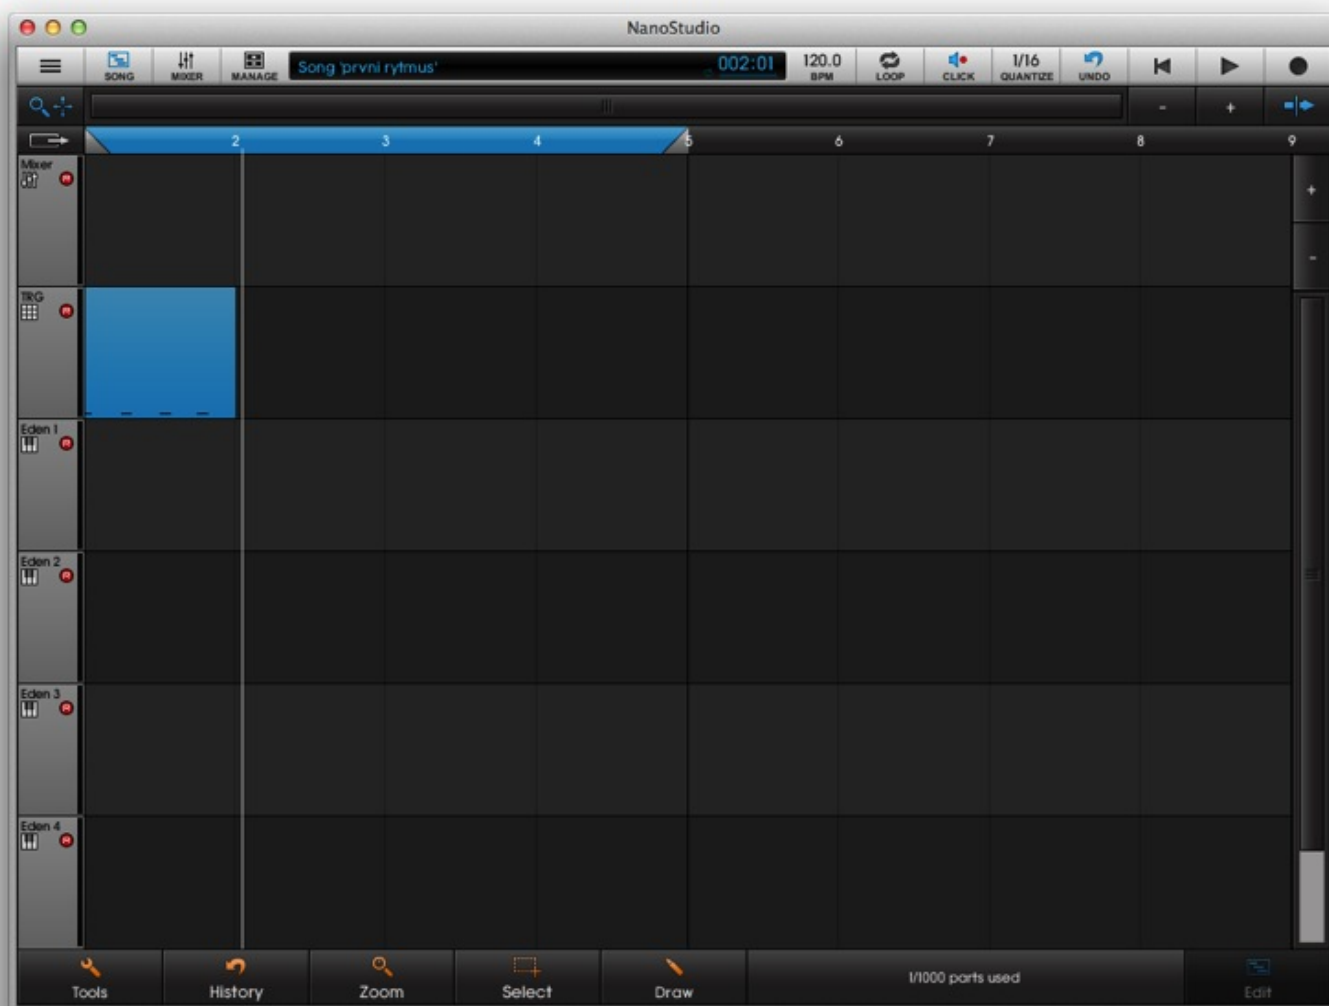 NanoStudio
SONG MIXER MANAGE Song 'prvni rytmus' 002:01 120.0 BPM LOOP CLICK 1/16 QUANTIZE UNDO
- +
2 3 4 5 6 7 8 9
Mixer
R
+
-
TRG
R
Eden 1
R
Eden 2
R
Eden 3
R
Eden 4
R
Tools History Zoom Select Draw 1/1000 parts used Edit